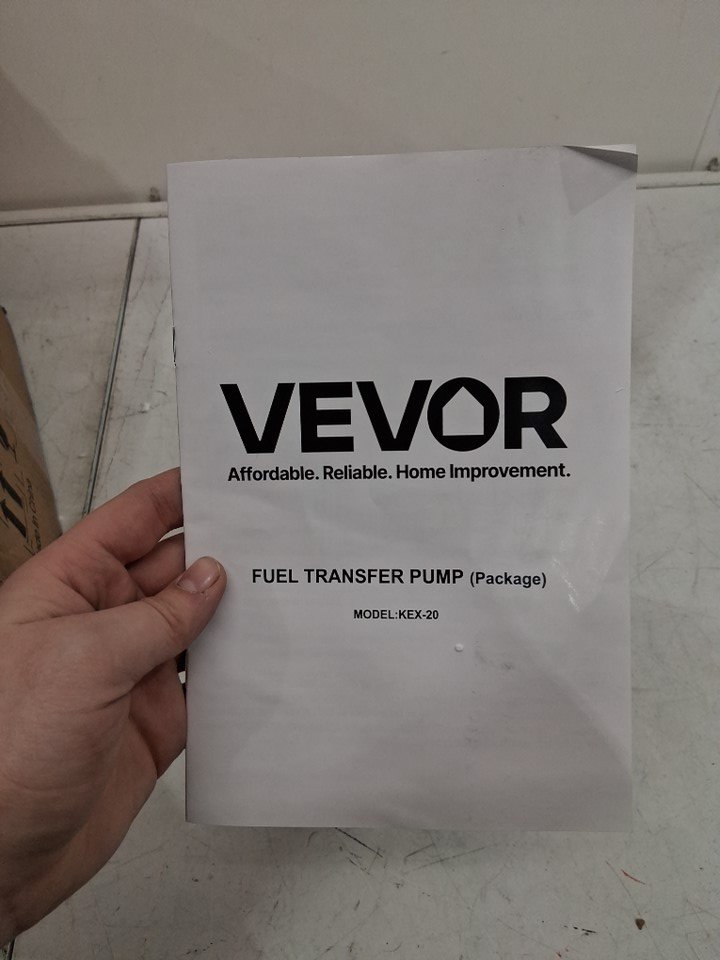 VEVOR
Affordable. Reliable. Home Improvement.
FUEL TRANSFER PUMP (Package)
MODEL:KEX-20